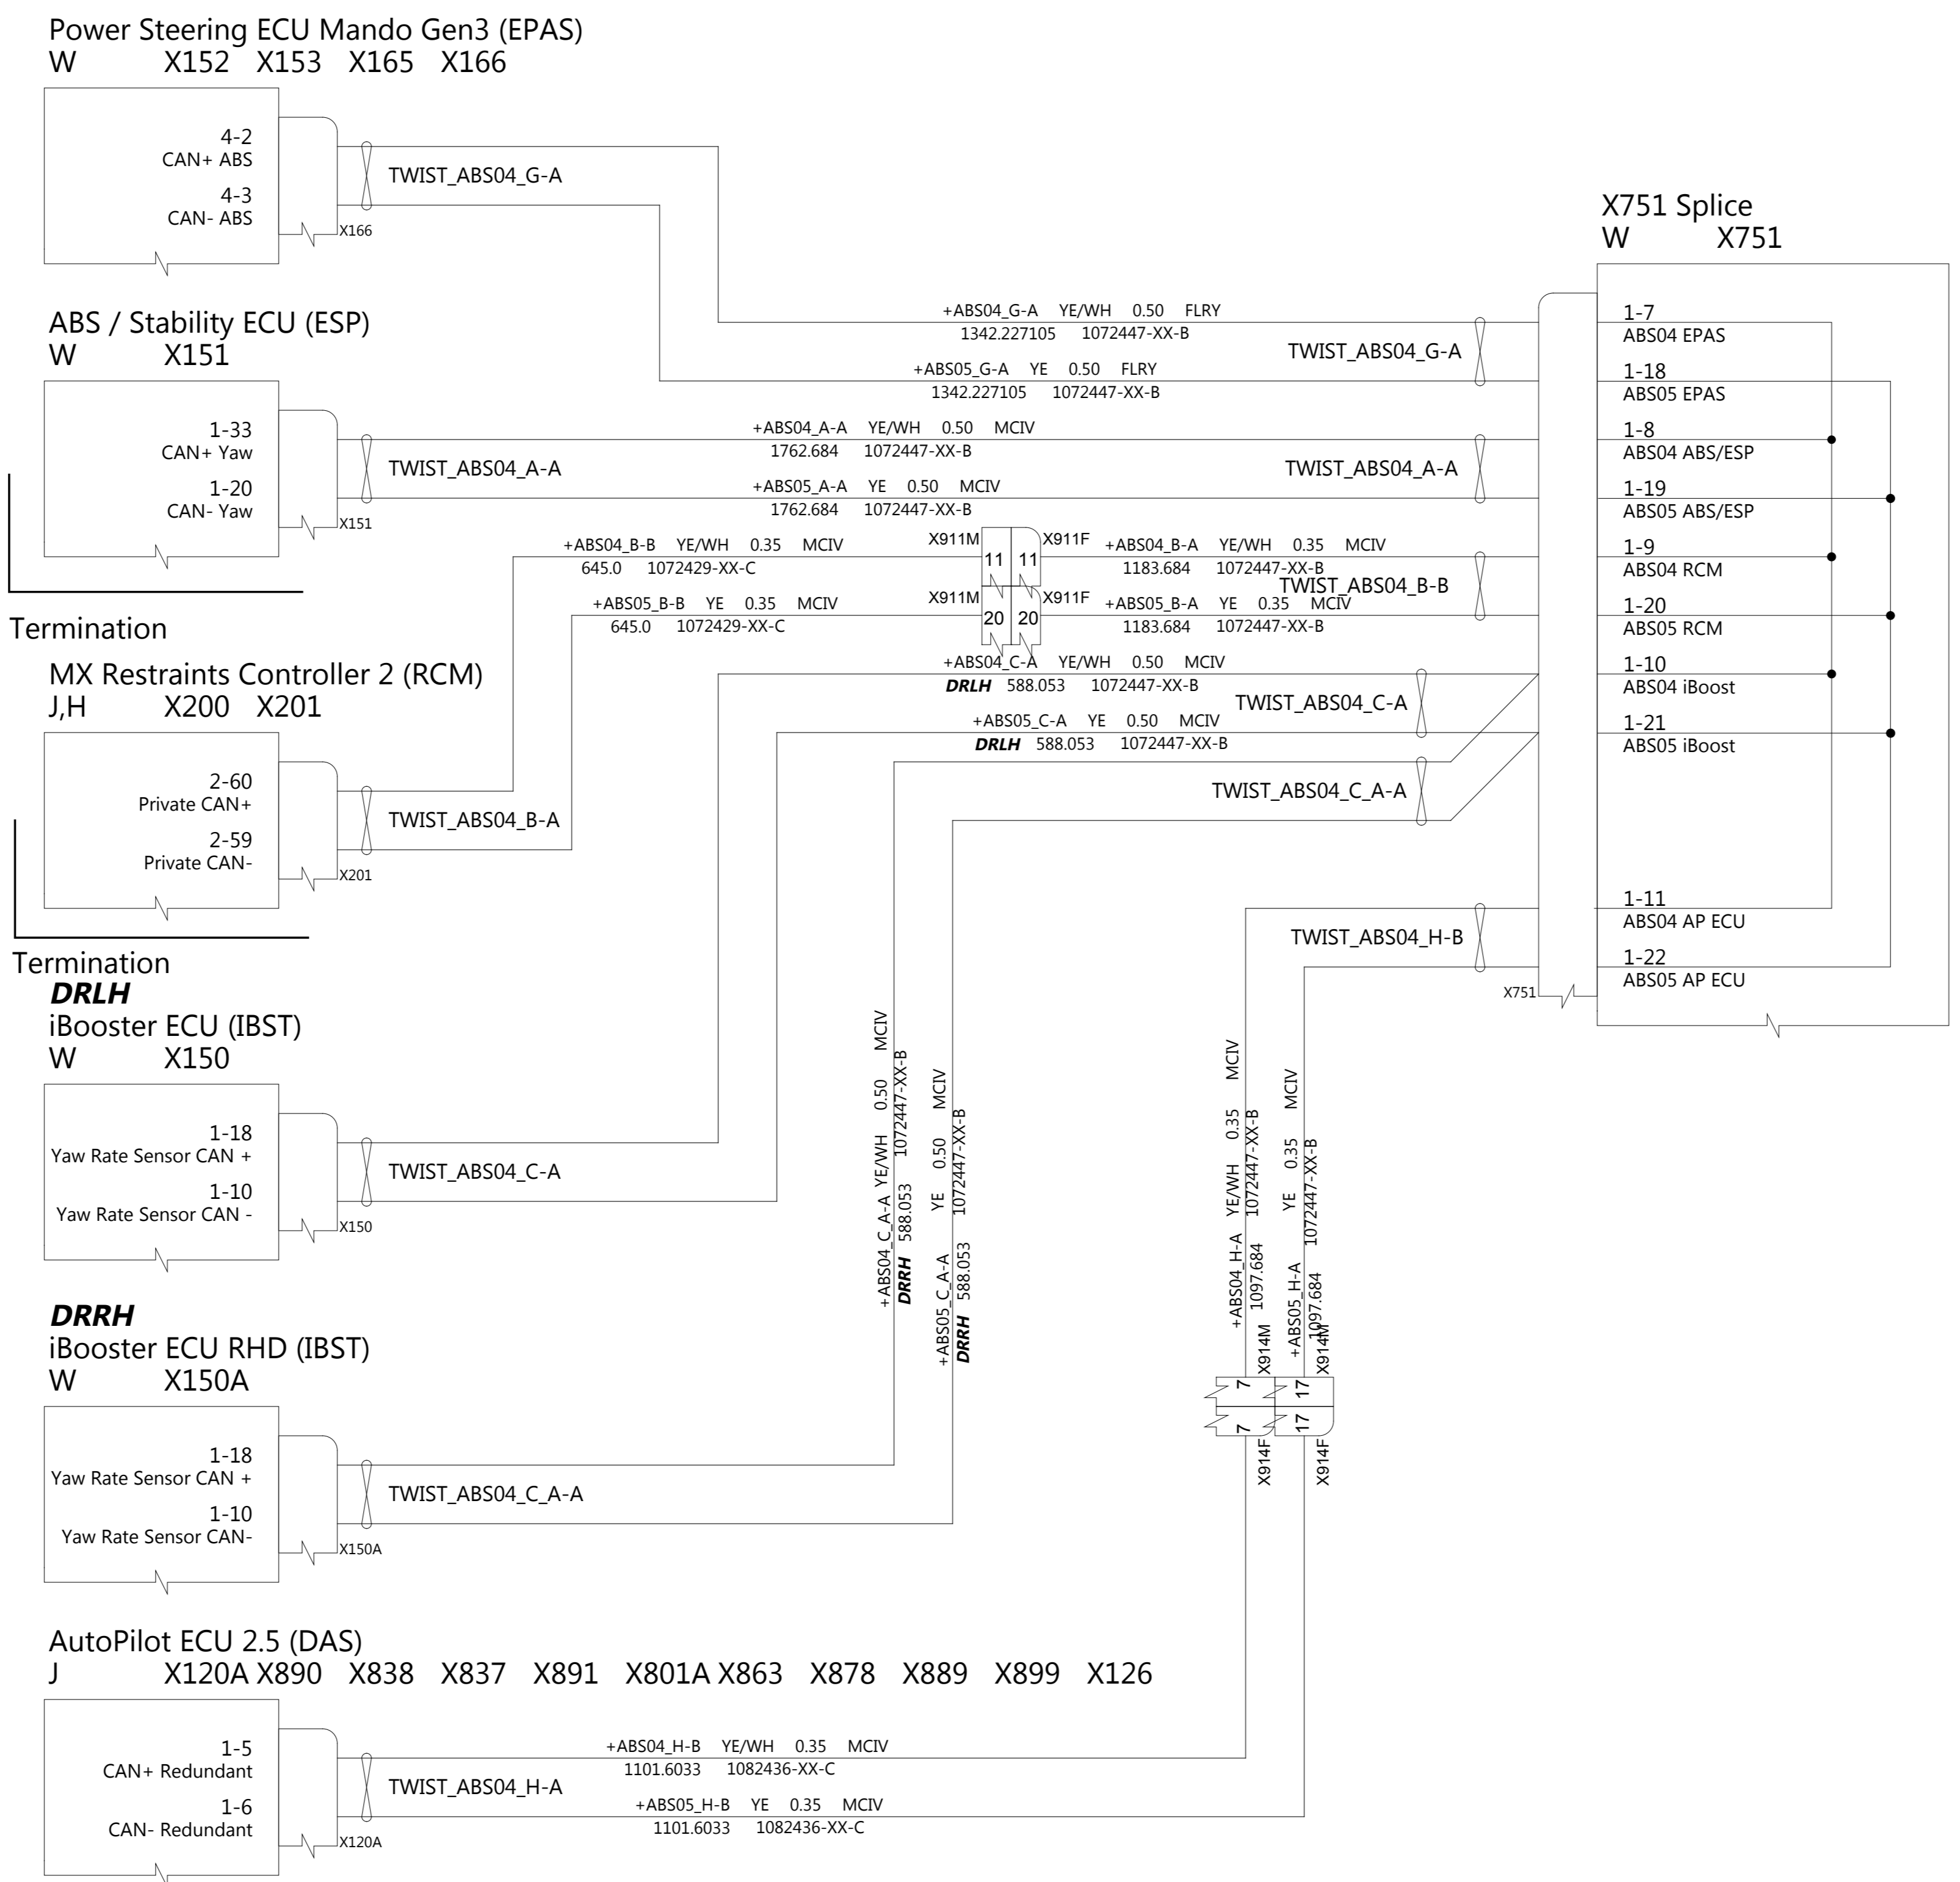 Power Steering ECU Mando Gen3 (EPAS)
W X152 X153 X165 X166
4-2
CAN+ ABS
4-3
CAN- ABS
X166
TWIST_ABS04_G-A
ABS / Stability ECU (ESP)
W X151
1-33
CAN+ Yaw
1-20
CAN- Yaw
X151
TWIST_ABS04_A-A
Termination
MX Restraints Controller 2 (RCM)
J,H X200 X201
2-60
Private CAN+
2-59
Private CAN-
X201
TWIST_ABS04_B-A
Termination
DRLH
iBooster ECU (IBST)
W X150
1-18
Yaw Rate Sensor CAN +
1-10
Yaw Rate Sensor CAN -
X150
TWIST_ABS04_C-A
DRRH
iBooster ECU RHD (IBST)
W X150A
1-18
Yaw Rate Sensor CAN +
1-10
Yaw Rate Sensor CAN-
X150A
TWIST_ABS04_C_A-A
AutoPilot ECU 2.5 (DAS)
J X120A X890 X838 X837 X891 X801A X863 X878 X889 X899 X126
1-5
CAN+ Redundant
1-6
CAN- Redundant
X120A
TWIST_ABS04_H-A
+ABS04_H-B YE/WH 0.35 MCIV
1101.6033 1082436-XX-C
+ABS05_H-B YE 0.35 MCIV
1101.6033 1082436-XX-C
+ABS04_G-A YE/WH 0.50 FLRY
1342.227105 1072447-XX-B
+ABS05_G-A YE 0.50 FLRY
1342.227105 1072447-XX-B
TWIST_ABS04_G-A
+ABS04_A-A YE/WH 0.50 MCIV
1762.684 1072447-XX-B
+ABS05_A-A YE 0.50 MCIV
1762.684 1072447-XX-B
TWIST_ABS04_A-A
+ABS04_B-B YE/WH 0.35 MCIV
645.0 1072429-XX-C
X911M 11 11 X911F
+ABS04_B-A YE/WH 0.35 MCIV
1183.684 1072447-XX-B
+ABS05_B-B YE 0.35 MCIV
645.0 1072429-XX-C
X911M 20 20 X911F
+ABS05_B-A YE 0.35 MCIV
1183.684 1072447-XX-B
TWIST_ABS04_B-B
+ABS04_C-A YE/WH 0.50 MCIV
DRLH 588.053 1072447-XX-B
+ABS05_C-A YE 0.50 MCIV
DRLH 588.053 1072447-XX-B
TWIST_ABS04_C-A
TWIST_ABS04_C_A-A
+ABS04_C_A-A YE/WH 0.50 MCIV
DRRH 588.053 1072447-XX-B
+ABS05_C_A-A YE 0.50 MCIV
DRRH 588.053 1072447-XX-B
TWIST_ABS04_H-B
+ABS04_H-A YE/WH 0.35 MCIV
1097.684 1072447-XX-B
+ABS05_H-A YE 0.35 MCIV
1097.684 1072447-XX-B
X914M
X914M
7 17
7 17
X914F
X914F
X751 Splice
W X751
1-7
ABS04 EPAS
1-18
ABS05 EPAS
1-8
ABS04 ABS/ESP
1-19
ABS05 ABS/ESP
1-9
ABS04 RCM
1-20
ABS05 RCM
1-10
ABS04 iBoost
1-21
ABS05 iBoost
1-11
ABS04 AP ECU
1-22
ABS05 AP ECU
X751